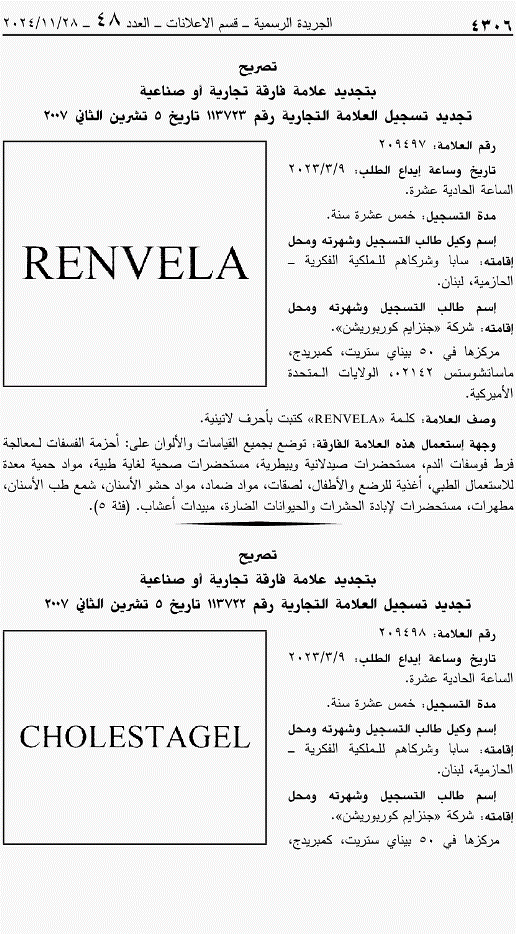 ٤٣٠٦ الجريدة الرسمية ــ قسم الاعلانات ــ العدد ٤٨ ــ ٢٠٢٤/١١/٢٨
تصريح
بتجديد علامة فارقة تجارية أو صناعية
تجديد تسجيل العلامة التجارية رقم ١١٣٧٢٣ تاريخ ٥ تشرين الثاني ٢٠٠٧
RENVELA
رقم العلامة: ٢٠٩٤٩٧
تاريخ وساعة إيداع الطلب: ٢٠٢٣/٣/٩
الساعة الحادية عشرة.
مدة التسجيل: خمس عشرة سنة.
إسم وكيل طالب التسجيل وشهرته ومحل
إقامته: سابا وشركاهم للملكية الفكرية ــ
الحازمية، لبنان.
إسم طالب التسجيل وشهرته ومحل
إقامته: شركة «جنزايم كوربوريشن».
مركزها في ٥٠ بيناي ستريت، كمبريدج،
ماساتشوستس ٠٢١٤٢، الولايات المتحدة
الأميركية.
وصف العلامة: كلمة «RENVELA» كتبت بأحرف لاتينية.
وجهة إستعمال هذه العلامة الفارقة: توضع بجميع القياسات والألوان على: أحزمة الفسفات لمعالجة
فرط فوسفات الدم، مستحضرات صيدلانية وبيطرية، مستحضرات صحية لغاية طبية، مواد حمية معدة
للاستعمال الطبي، أغذية للرضع والأطفال، لصقات، مواد ضماد، مواد حشو الأسنان، شمع طب الأسنان،
مطهرات، مستحضرات لإبادة الحشرات والحيوانات الضارة، مبيدات أعشاب. (فئة ٥).
تصريح
بتجديد علامة فارقة تجارية أو صناعية
تجديد تسجيل العلامة التجارية رقم ١١٣٧٢٢ تاريخ ٥ تشرين الثاني ٢٠٠٧
CHOLESTAGEL
رقم العلامة: ٢٠٩٤٩٨
تاريخ وساعة إيداع الطلب: ٢٠٢٣/٣/٩
الساعة الحادية عشرة.
مدة التسجيل: خمس عشرة سنة.
إسم وكيل طالب التسجيل وشهرته ومحل
إقامته: سابا وشركاهم للملكية الفكرية ــ
الحازمية، لبنان.
إسم طالب التسجيل وشهرته ومحل
إقامته: شركة «جنزايم كوربوريشن».
مركزها في ٥٠ بيناي ستريت، كمبريدج،